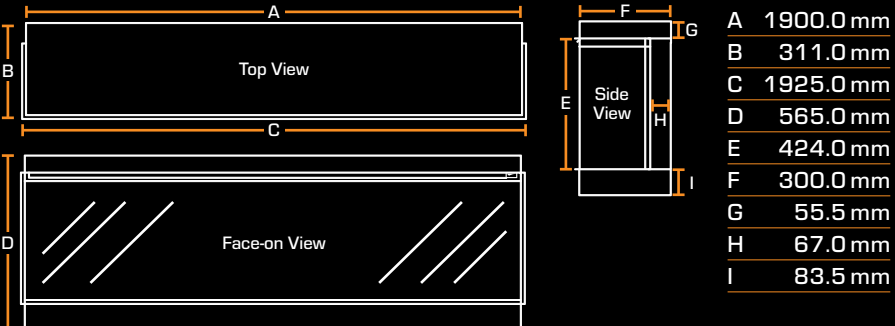 A
B
Top View
C
D
Face-on View
F
G
E
Side
View
H
I
A 1900.0 mm
B 311.0 mm
C 1925.0 mm
D 565.0 mm
E 424.0 mm
F 300.0 mm
G 55.5 mm
H 67.0 mm
I 83.5 mm